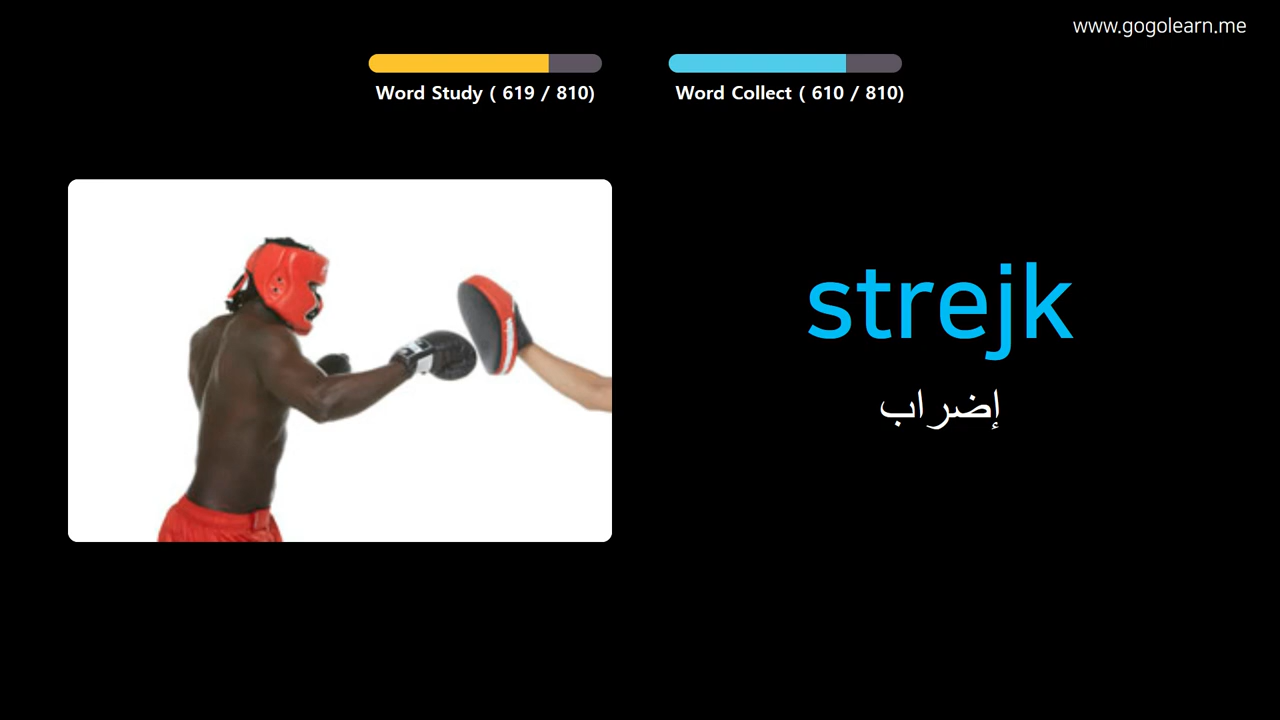 www.gogolearn.me
Word Study ( 619 / 810)
Word Collect ( 610 / 810)
strejk
إضراب